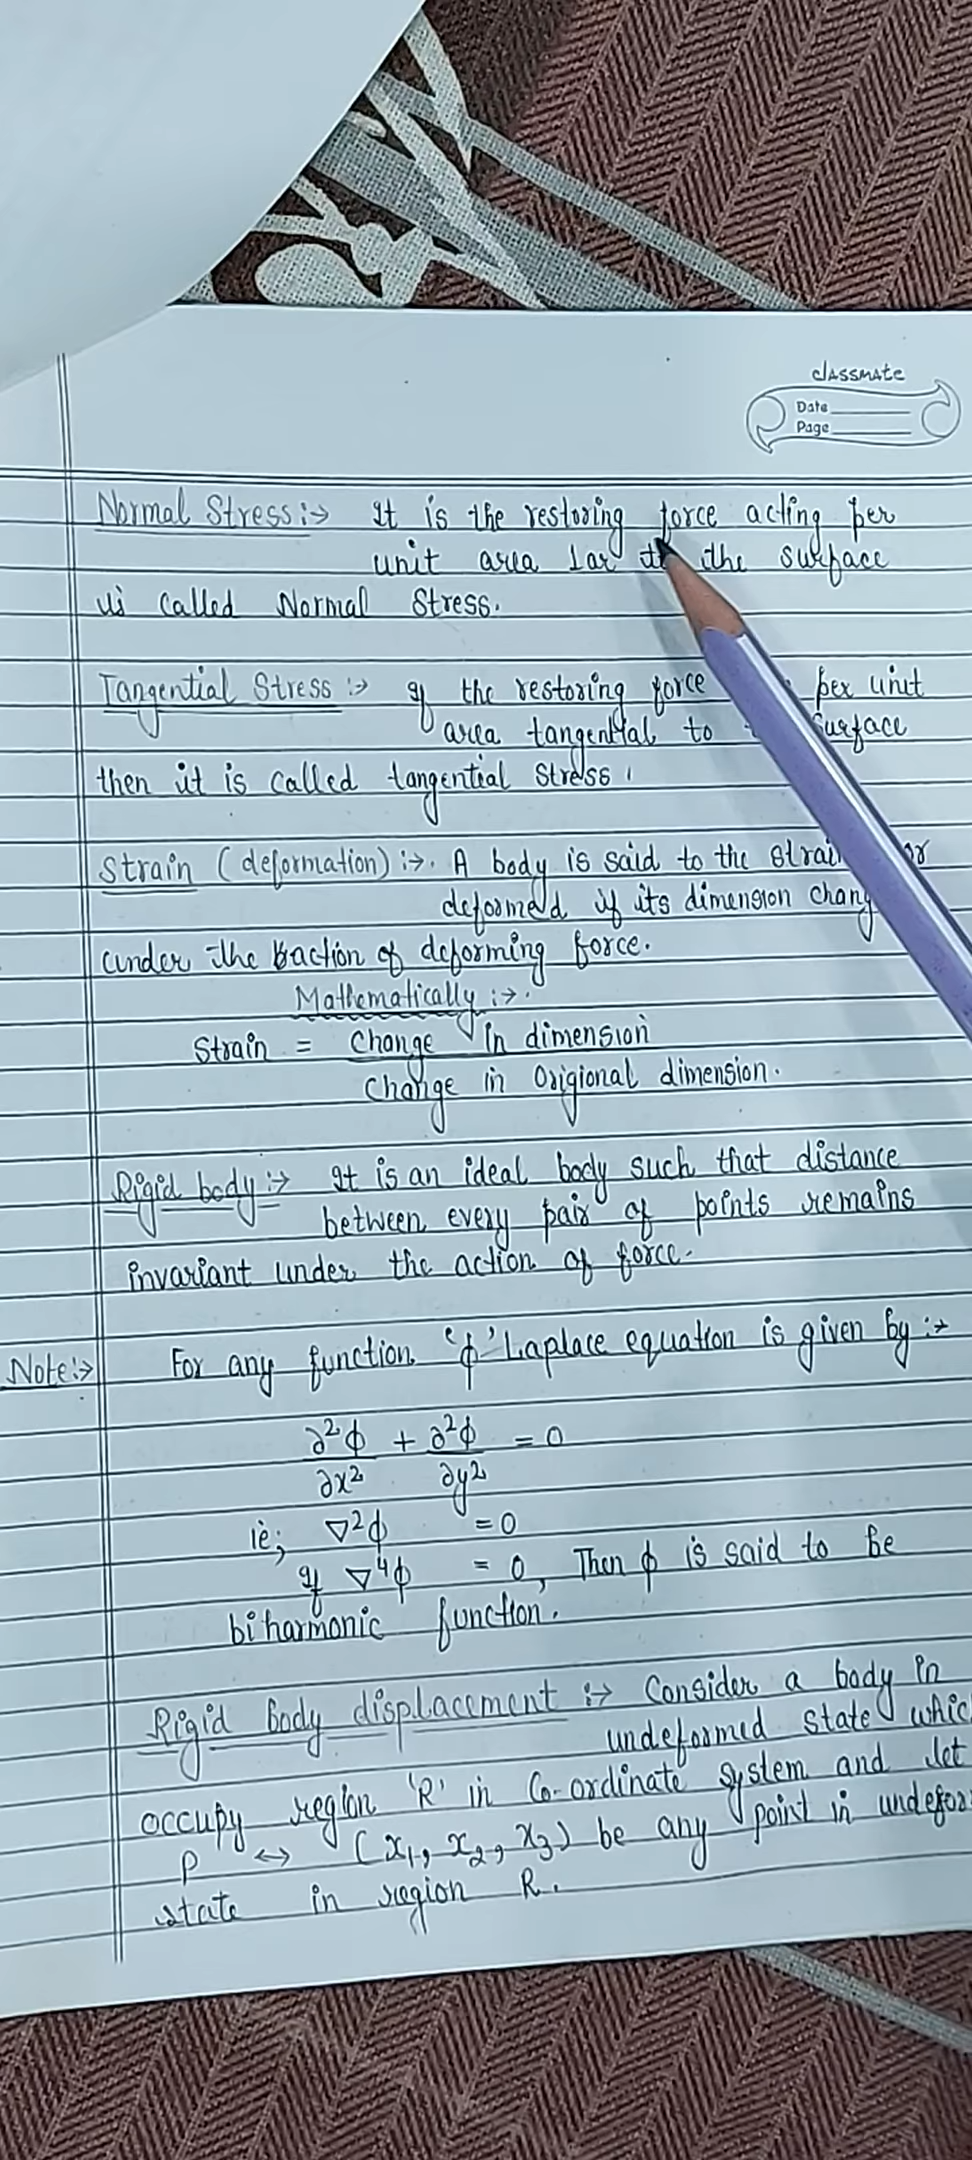 classmate
Date
Page
Normal Stress :→ It is the restoring force acting per
unit area ⊥ar to the surface
is called Normal Stress.
Tangential Stress :→ If the restoring force per unit
area tangential to surface
then it is called tangential stress.
Strain (deformation) :→. A body is said to the or
deformed if its dimension
under the action of deforming force.
Mathematically :→.
Strain = Change In dimension
Change in Origional dimension.
Rigid body :→ It is an ideal body such that distance
between every pair of points remains
invariant under the action of force.
Note:→ For any function 'ϕ' Laplace equation is given by :→
∂²ϕ/∂x² + ∂²ϕ/∂y² = 0
ie; ∇²ϕ = 0
If ∇⁴ϕ = 0, Then ϕ is said to be
biharmonic function.
Rigid Body displacement :→ Consider a body in
undeformed state
occupy region 'R' in Co-ordinate system and let
P ↔ (x₁, x₂, x₃) be any point in
state in region R.